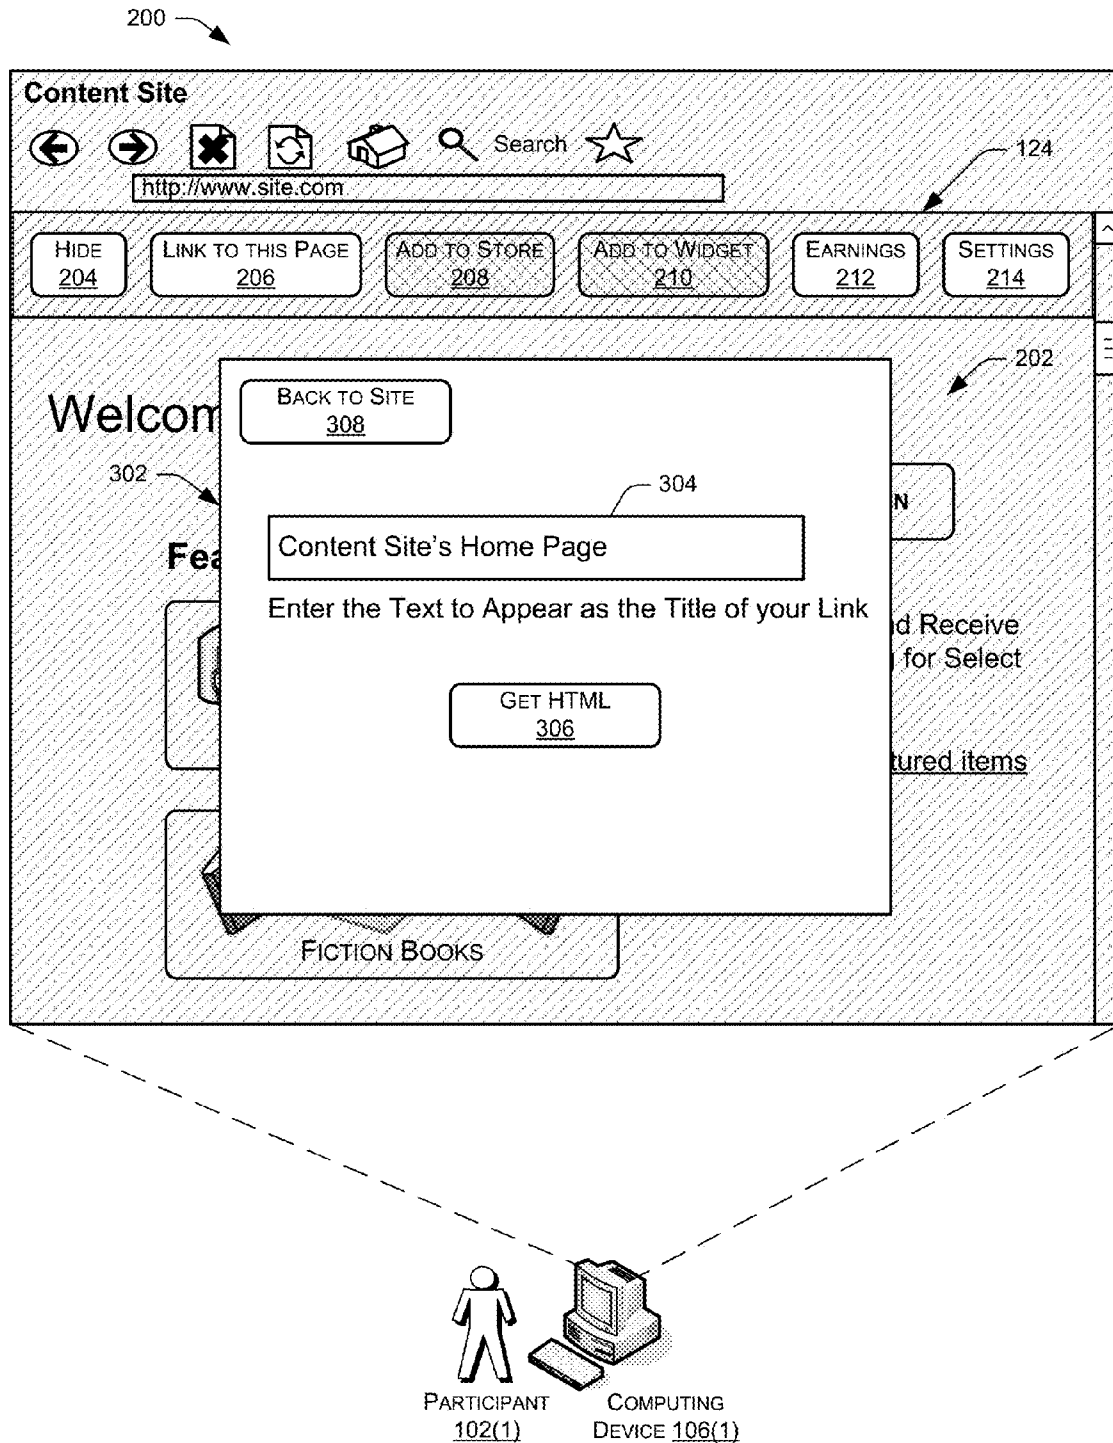 200
Content Site
Search
http://www.site.com
124
HIDE
204
LINK TO THIS PAGE
206
ADD TO STORE
208
ADD TO WIDGET
210
EARNINGS
212
SETTINGS
214
202
Welcom
BACK TO SITE
308
302
304
N
Content Site's Home Page
Fea
Enter the Text to Appear as the Title of your Link
d Receive
for Select
GET HTML
306
tured items
FICTION BOOKS
PARTICIPANT
102(1)
COMPUTING
DEVICE 106(1)